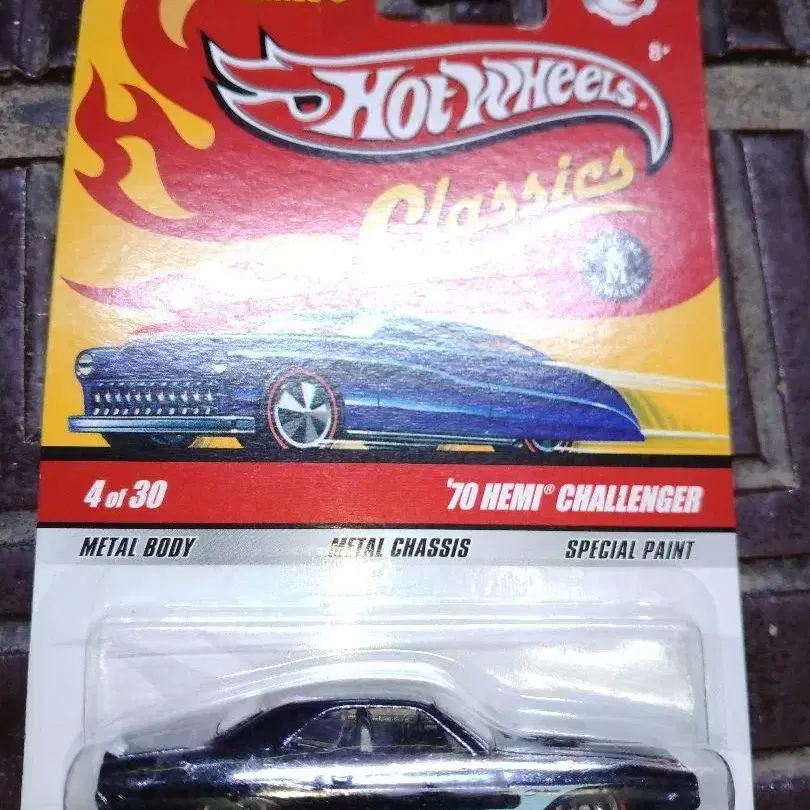 8+
Hot Wheels
Classics
M
4 of 30
'70 HEMI® CHALLENGER
METAL BODY
METAL CHASSIS
SPECIAL PAINT